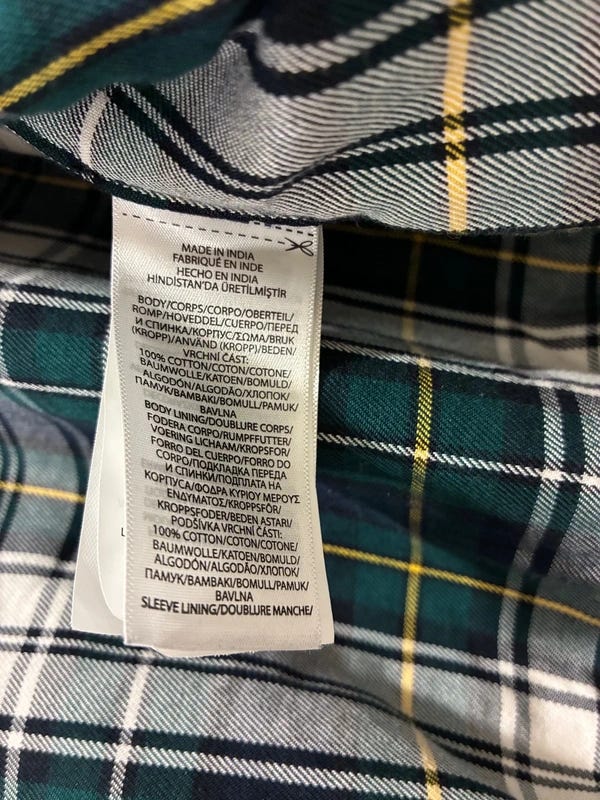 MADE IN INDIA
FABRIQUÉ EN INDE
HECHO EN INDIA
HİNDİSTAN'DA ÜRETİLMİŞTİR
BODY/CORPS/CORPO/OBERTEIL/
ROMP/HOVEDDEL/CUERPO/ПЕРЕД
И СПИНКА/КОРПУС/ΣΩΜΑ/BRUK
(KROPP)/ANVÄND (KROPP)/BEDEN/
VRCHNÍ ČÁST:
100% COTTON/COTON/COTONE/
BAUMWOLLE/KATOEN/BOMULD/
ALGODÓN/ALGODÃO/ХЛОПОК/
ПАМУК/ΒΑΜΒΑΚΙ/BOMULL/PAMUK/
BAVLNA
BODY LINING/DOUBLURE CORPS/
FODERA CORPO/RUMPFFUTTER/
VOERING LICHAAM/KROPSFOR/
FORRO DEL CUERPO/FORRO DO
CORPO/ПОДКЛАДКА ПЕРЕДА
И СПИНКИ/ПОДПЛАТА НА
КОРПУСА/ΦΟΔΡΑ ΚΥΡΙΟΥ ΜΕΡΟΥΣ
ΕΝΔΥΜΑΤΟΣ/KROPPSFÔR/
KROPPSFODER/BEDEN ASTARI/
PODŠÍVKA VRCHNÍ ČÁSTI:
100% COTTON/COTON/COTONE/
BAUMWOLLE/KATOEN/BOMULD/
ALGODÓN/ALGODÃO/ХЛОПОК/
ПАМУК/ΒΑΜΒΑΚΙ/BOMULL/PAMUK/
BAVLNA
SLEEVE LINING/DOUBLURE MANCHE/
L